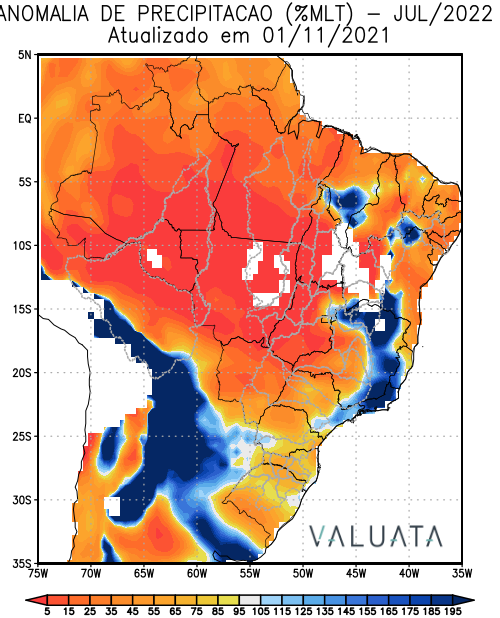 ANOMALIA DE PRECIPITACAO (%MLT) – JUL/2022
Atualizado em 01/11/2021
5N
EQ
5S
10S
15S
20S
25S
30S
35S
VALUATA
75W 70W 65W 60W 55W 50W 45W 40W 35W
5 15 25 35 45 55 65 75 85 95 105 115 125 135 145 155 165 175 185 195